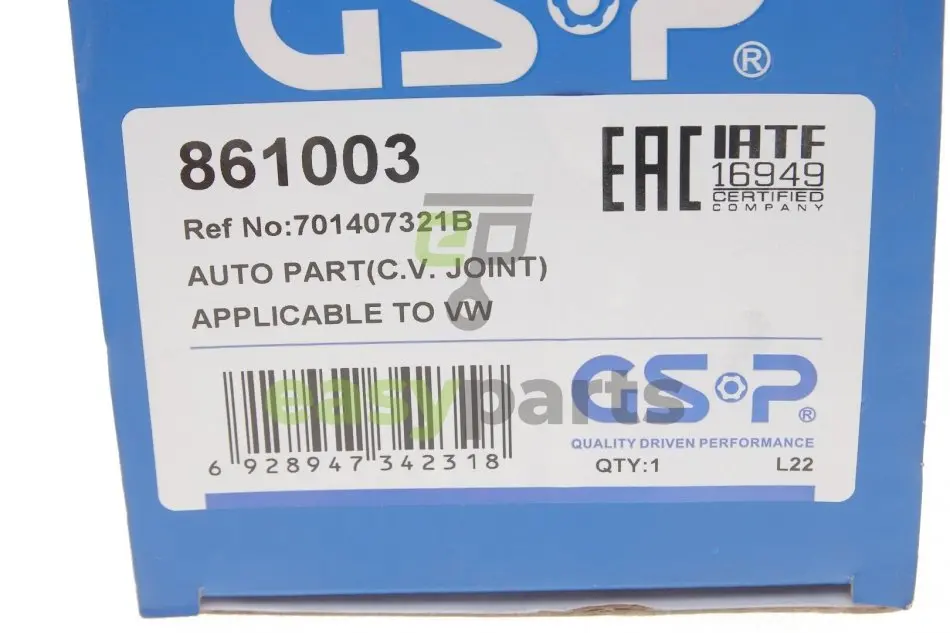 GSP®
861003
EAC
IATF
16949
CERTIFIED
COMPANY
Ref No:701407321B
AUTO PART(C.V. JOINT)
APPLICABLE TO VW
easyparts
GSP®
QUALITY DRIVEN PERFORMANCE
6 928947 342318
QTY:1 L22